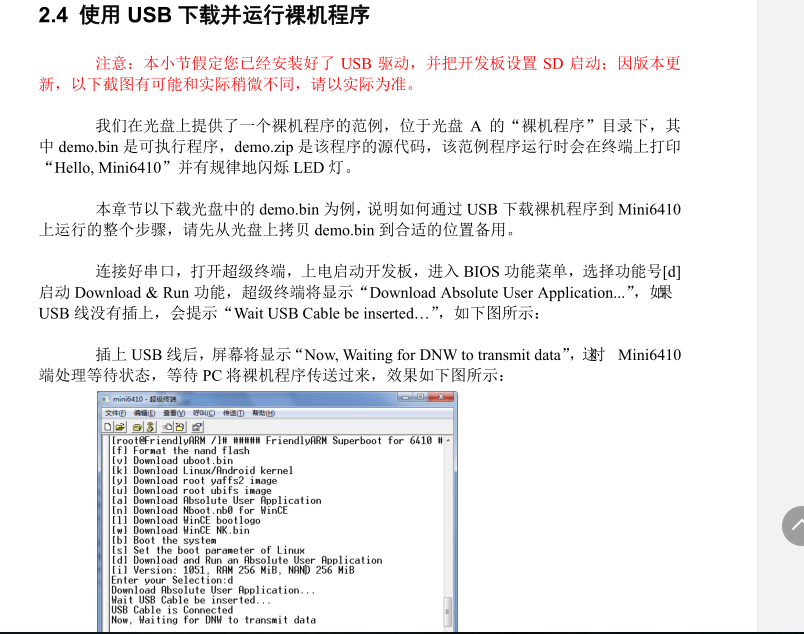 2.4 使用 USB 下载并运行裸机程序
注意：本小节假定您已经安装好了 USB 驱动，并把开发板设置 SD 启动；因版本更
新，以下截图有可能和实际稍微不同，请以实际为准。
我们在光盘上提供了一个裸机程序的范例，位于光盘 A 的“裸机程序”目录下，其
中 demo.bin 是可执行程序，demo.zip 是该程序的源代码，该范例程序运行时会在终端上打印
“Hello, Mini6410”并有规律地闪烁 LED 灯。
本章节以下载光盘中的 demo.bin 为例，说明如何通过 USB 下载裸机程序到 Mini6410
上运行的整个步骤，请先从光盘上拷贝 demo.bin 到合适的位置备用。
连接好串口，打开超级终端，上电启动开发板，进入 BIOS 功能菜单，选择功能号[d]
启动 Download & Run 功能，超级终端将显示“Download Absolute User Application...”，如果
USB 线没有插上，会提示“Wait USB Cable be inserted…”，如下图所示：
插上 USB 线后，屏幕将显示“Now, Waiting for DNW to transmit data”，这时 Mini6410
端处理等待状态，等待 PC 将裸机程序传送过来，效果如下图所示：
mini6410 - 超级终端
文件(F) 编辑(E) 查看(V) 呼叫(C) 传送(T) 帮助(H)
[root@FriendlyARM /]# ##### FriendlyARM Superboot for 6410 #
[f] Format the nand flash
[v] Download uboot.bin
[k] Download Linux/Android kernel
[y] Download root yaffs2 image
[u] Download root ubifs image
[a] Download Absolute User Application
[n] Download Nboot.nb0 for WinCE
[l] Download WinCE bootlogo
[w] Download WinCE NK.bin
[b] Boot the system
[s] Set the boot parameter of Linux
[d] Download and Run an Absolute User Application
[i] Version: 1051, RAM 256 MiB, NAND 256 MiB
Enter your Selection:d
Download Absolute User Application...
Wait USB Cable be inserted...
USB Cable is Connected
Now, Waiting for DNW to transmit data